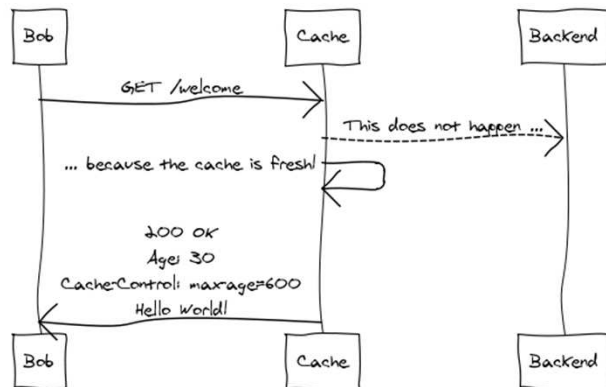 Bob Cache Backend
GET /welcome
This does not happen ...
... because the cache is fresh!
200 OK
Age: 30
Cache-Control: max-age=600
Hello World!
Bob Cache Backend